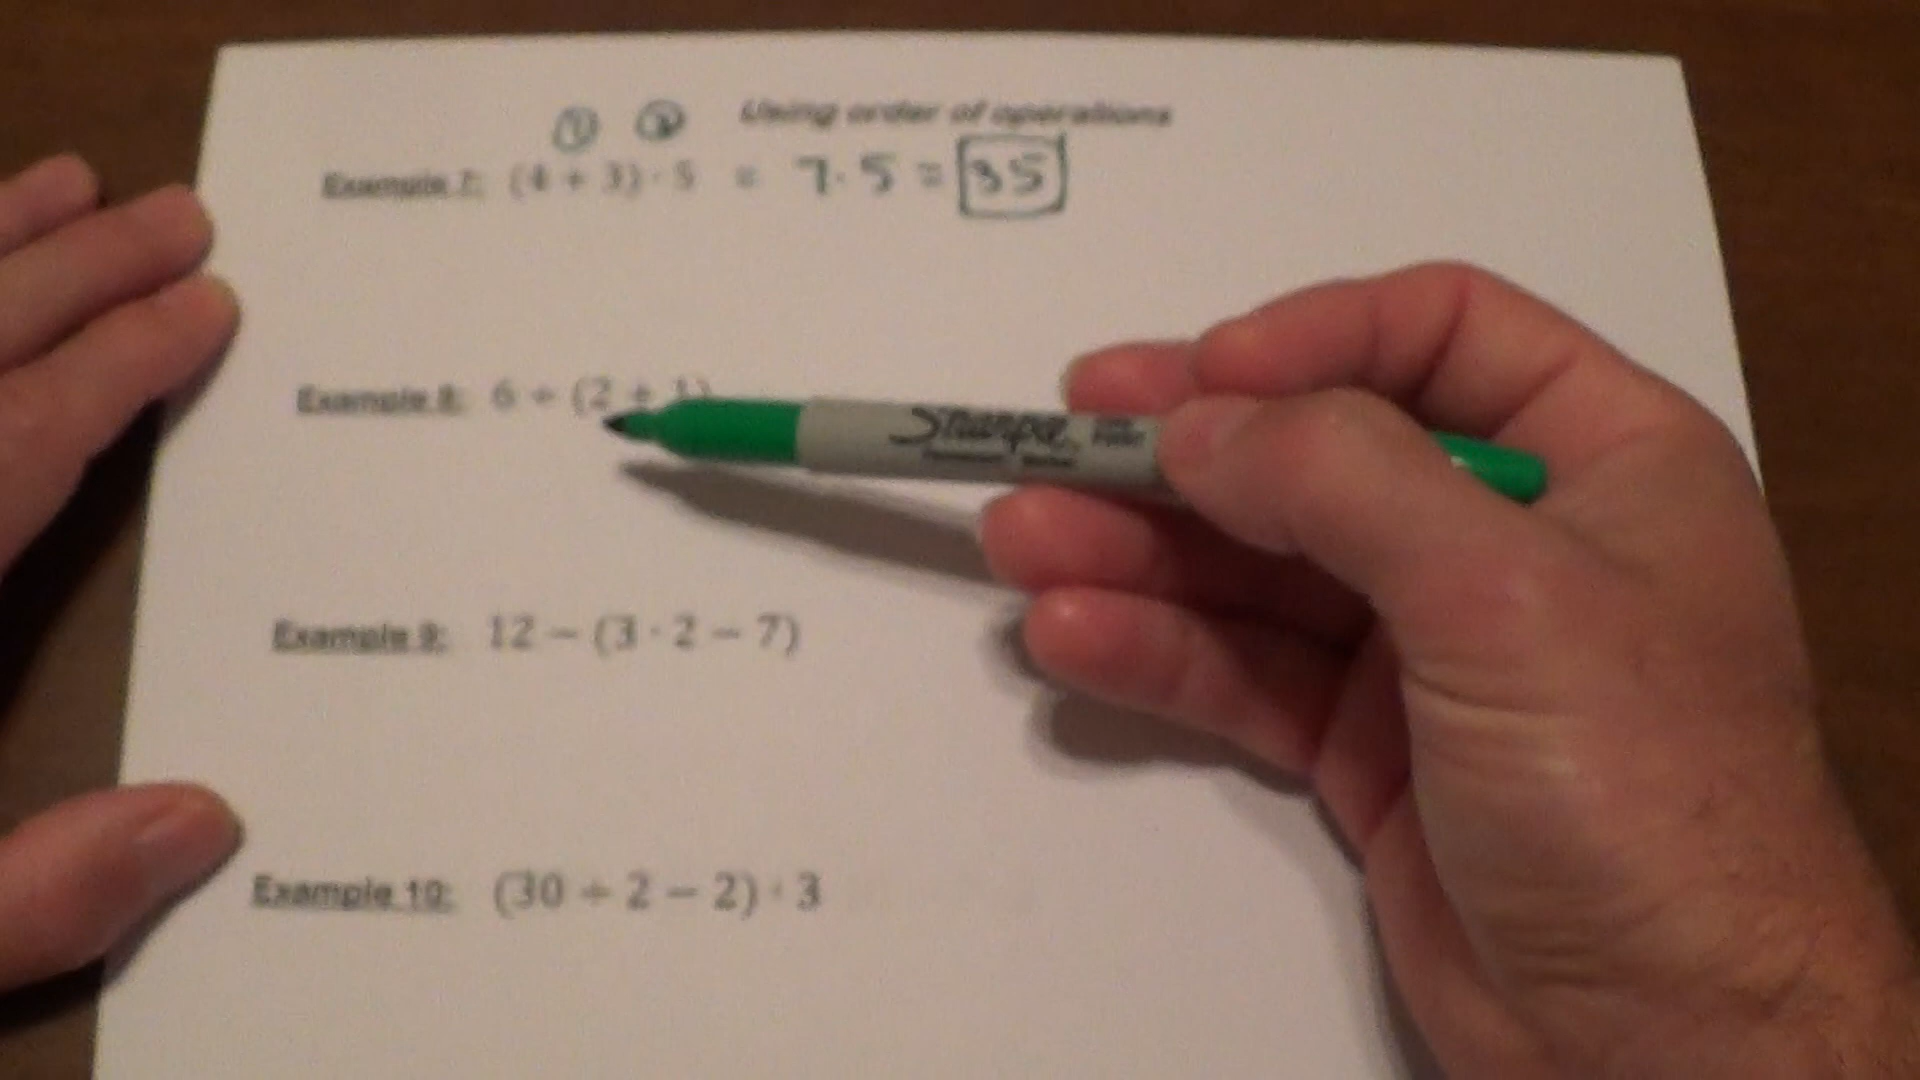 ① ② Using order of operations
Example 7: (4 + 3) · 5 = 7 · 5 = 35
Example 8: 6 ÷ (2 + 1)
Sharpie
Example 9: 12 − (3 · 2 − 7)
Example 10: (30 ÷ 2 − 2) · 3